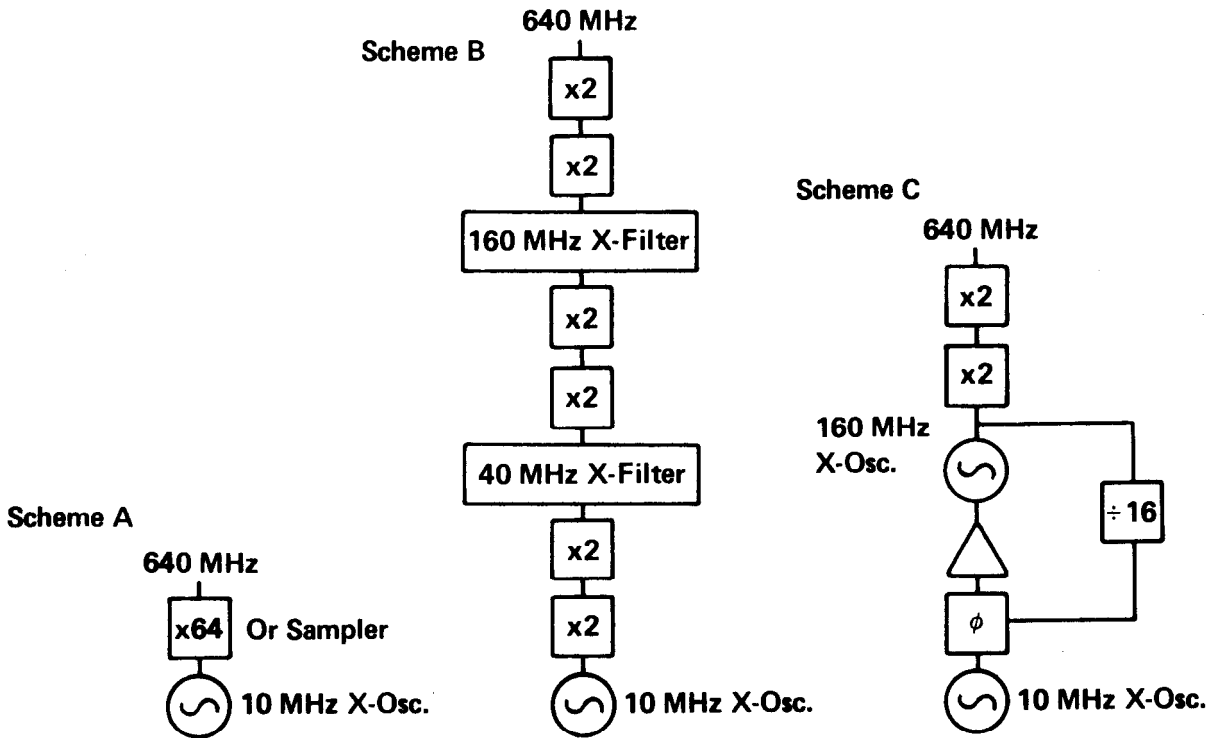 Scheme A
640 MHz
x64
Or Sampler
10 MHz X-Osc.
Scheme B
640 MHz
x2
x2
160 MHz X-Filter
x2
x2
40 MHz X-Filter
x2
x2
10 MHz X-Osc.
Scheme C
640 MHz
x2
x2
160 MHz
X-Osc.
÷16
ϕ
10 MHz X-Osc.